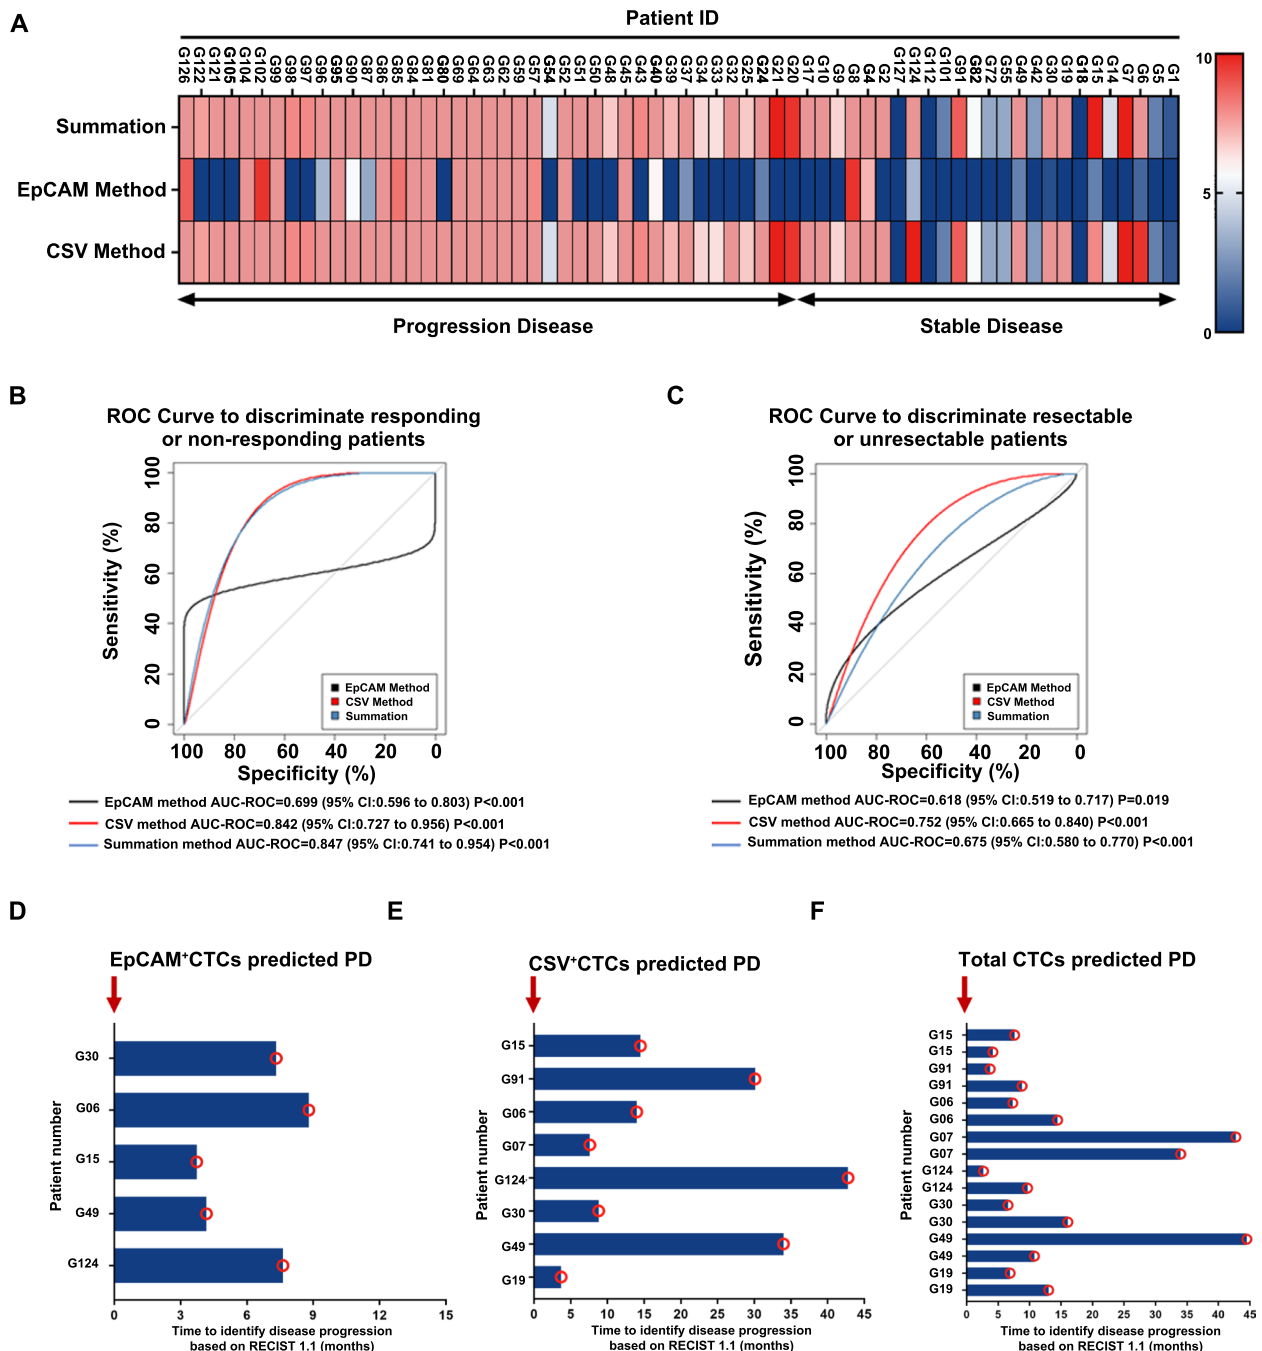 A
Patient ID
G126 G122 G121 G105 G104 G102 G99 G98 G97 G96 G95 G90 G87 G86 G85 G84 G81 G80 G69 G64 G63 G62 G59 G57 G54 G52 G51 G50 G48 G45 G43 G40 G39 G37 G34 G33 G32 G25 G24 G21 G20 G17 G10 G9 G8 G4 G2 G127 G124 G112 G101 G91 G82 G72 G55 G49 G42 G30 G19 G18 G15 G14 G7 G6 G5 G1
10
5
0
Summation
EpCAM Method
CSV Method
Progression Disease
Stable Disease
B
ROC Curve to discriminate responding
or non-responding patients
Sensitivity (%)
100
80
60
40
20
0
EpCAM Method
CSV Method
Summation
100 80 60 40 20 0
Specificity (%)
EpCAM method AUC-ROC=0.699 (95% CI:0.596 to 0.803) P<0.001
CSV method AUC-ROC=0.842 (95% CI:0.727 to 0.956) P<0.001
Summation method AUC-ROC=0.847 (95% CI:0.741 to 0.954) P<0.001
C
ROC Curve to discriminate resectable
or unresectable patients
Sensitivity (%)
100
80
60
40
20
0
EpCAM Method
CSV Method
Summation
100 80 60 40 20 0
Specificity (%)
EpCAM method AUC-ROC=0.618 (95% CI:0.519 to 0.717) P=0.019
CSV method AUC-ROC=0.752 (95% CI:0.665 to 0.840) P<0.001
Summation method AUC-ROC=0.675 (95% CI:0.580 to 0.770) P<0.001
D
EpCAM⁺CTCs predicted PD
Patient number
G30
G06
G15
G49
G124
0 3 6 9 12 15
Time to identify disease progression
based on RECIST 1.1 (months)
E
CSV⁺CTCs predicted PD
Patient number
G15
G91
G06
G07
G124
G30
G49
G19
0 5 10 15 20 25 30 35 40 45
Time to identify disease progression
based on RECIST 1.1 (months)
F
Total CTCs predicted PD
Patient number
G15
G15
G91
G91
G06
G06
G07
G07
G124
G124
G30
G30
G49
G49
G19
G19
0 5 10 15 20 25 30 35 40 45
Time to identify disease progression
based on RECIST 1.1 (months)